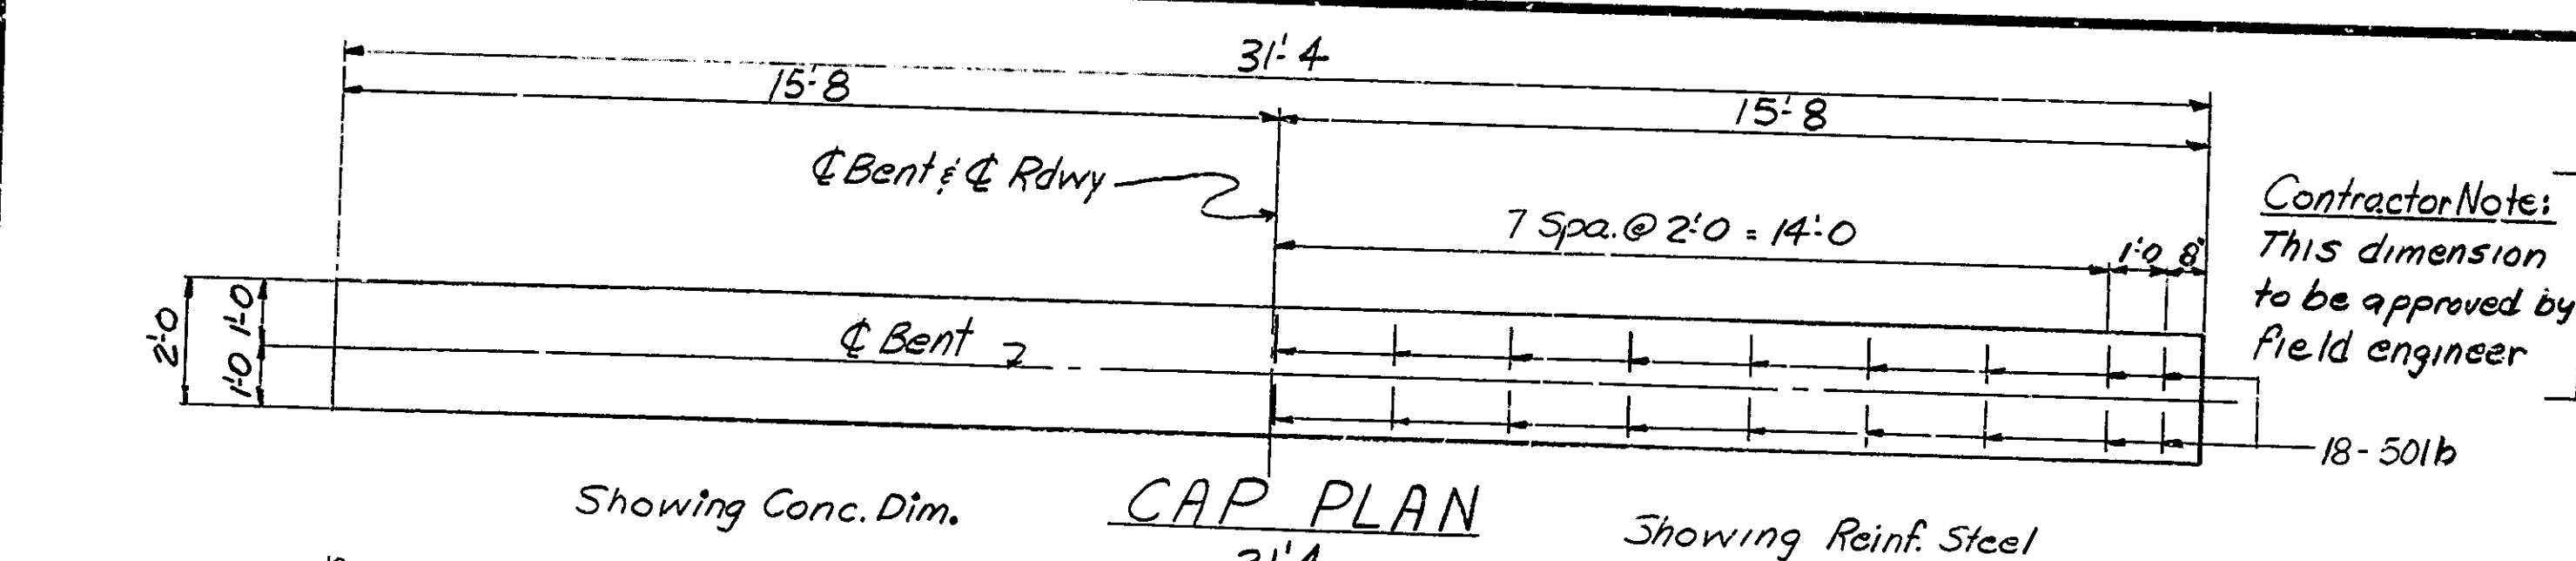 31'-4
15'-8
15'-8
℄ Bent & ℄ Rdwy
7 Spa. @ 2'-0 = 14'-0
1'-0 8"
Contractor Note:
This dimension
to be approved by
field engineer
2'-0
1'-0
1'-0
℄ Bent
18-501b
Showing Conc. Dim.
CAP PLAN
Showing Reinf. Steel
31'-4